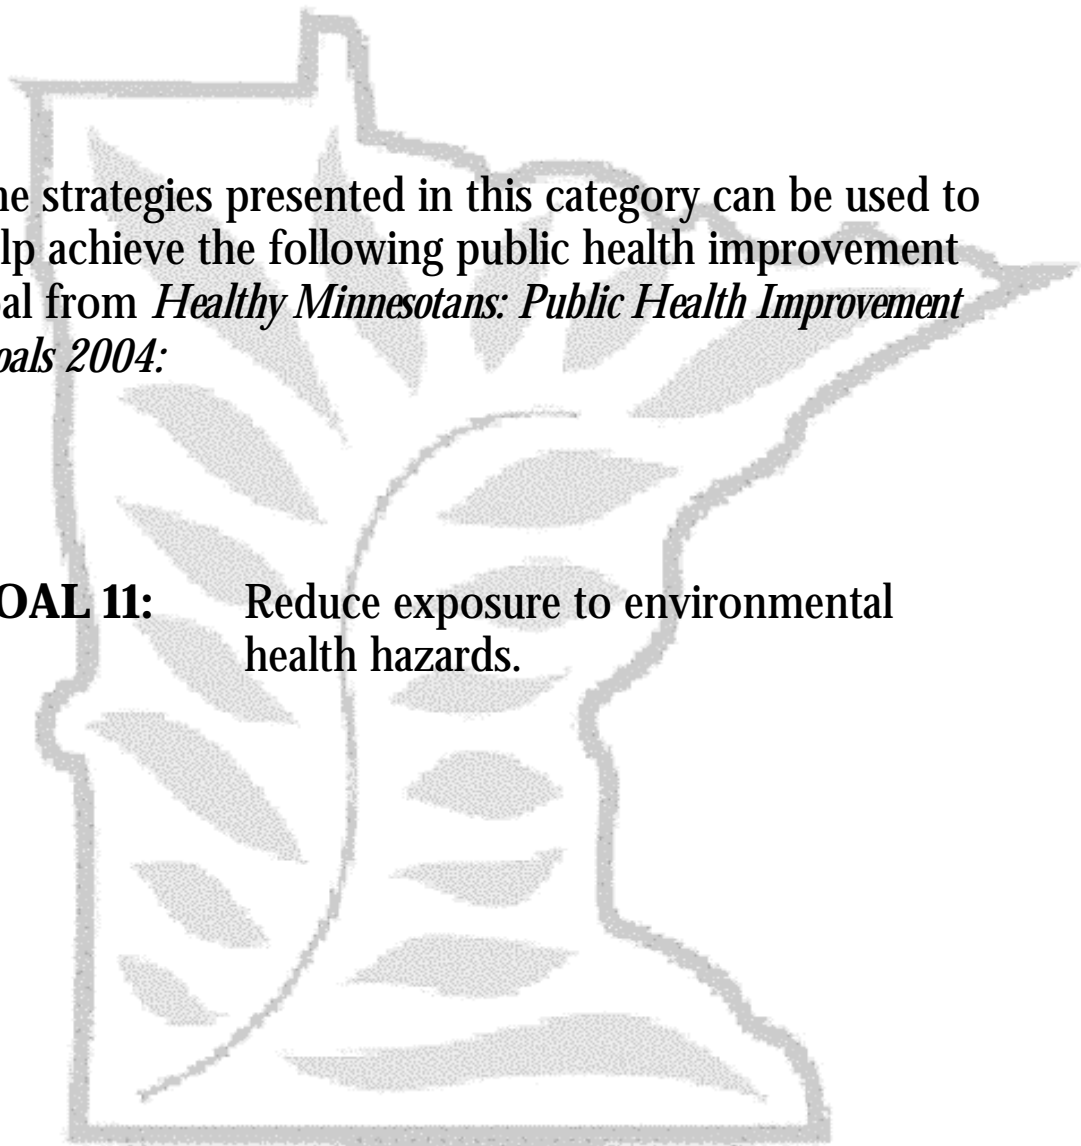 ne strategies presented in this category can be used to
lp achieve the following public health improvement
al from Healthy Minnesotans: Public Health Improvement
oals 2004:
OAL 11: Reduce exposure to environmental
health hazards.